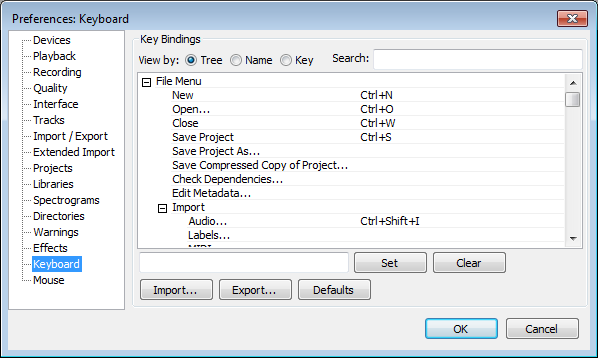 Preferences: Keyboard
Devices
Playback
Recording
Quality
Interface
Tracks
Import / Export
Extended Import
Projects
Libraries
Spectrograms
Directories
Warnings
Effects
Keyboard
Mouse
Key Bindings
View by: Tree Name Key Search:
File Menu
New Ctrl+N
Open... Ctrl+O
Close Ctrl+W
Save Project Ctrl+S
Save Project As...
Save Compressed Copy of Project...
Check Dependencies...
Edit Metadata...
Import
Audio... Ctrl+Shift+I
Labels...
Set Clear
Import... Export... Defaults
OK Cancel